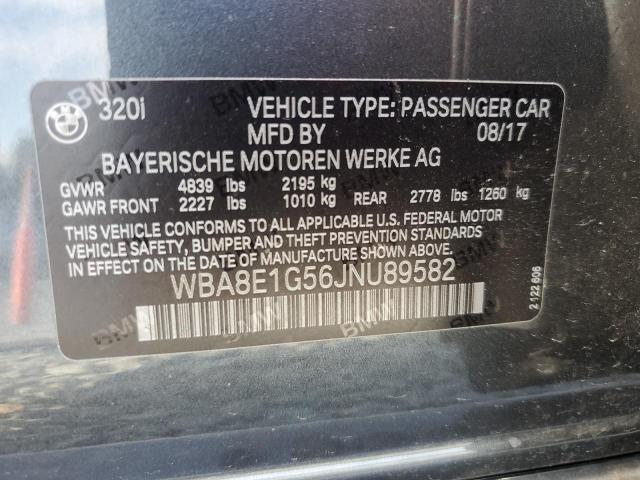 320i VEHICLE TYPE: PASSENGER CAR
MFD BY 08/17
BAYERISCHE MOTOREN WERKE AG
GVWR 4839 lbs 2195 kg
GAWR FRONT 2227 lbs 1010 kg REAR 2778 lbs 1260 kg
THIS VEHICLE CONFORMS TO ALL APPLICABLE U.S. FEDERAL MOTOR
VEHICLE SAFETY, BUMPER AND THEFT PREVENTION STANDARDS
IN EFFECT ON THE DATE OF MANUFACTURE SHOWN ABOVE.
WBA8E1G56JNU89582
2122606